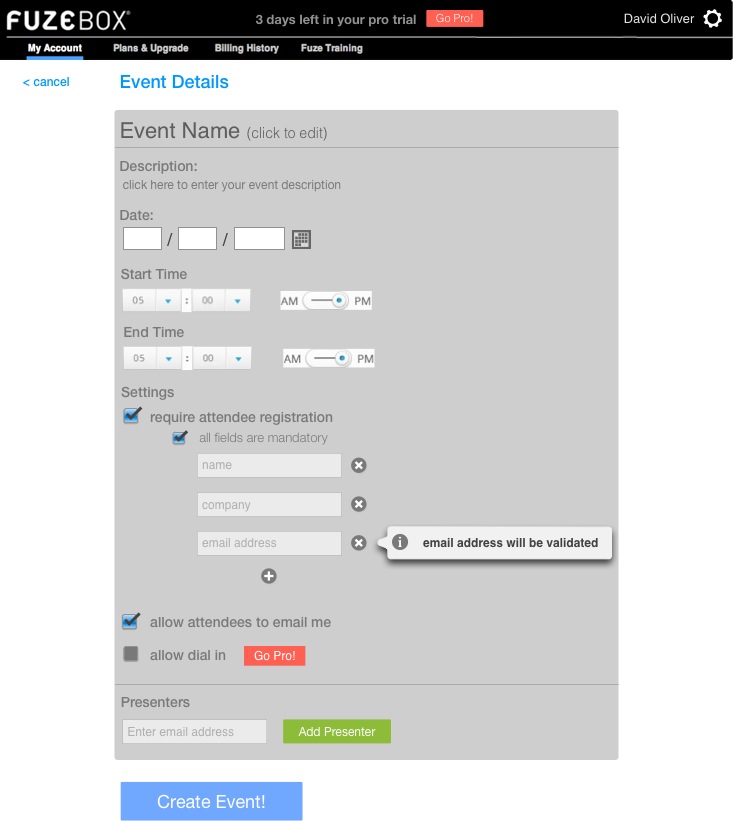 FUZEBOX®
3 days left in your pro trial Go Pro! David Oliver
My Account Plans & Upgrade Billing History Fuze Training
< cancel Event Details
Event Name (click to edit)
Description:
click here to enter your event description
Date:
/ /
Start Time
05 : 00 AM PM
End Time
05 : 00 AM PM
Settings
require attendee registration
all fields are mandatory
name
company
email address email address will be validated
allow attendees to email me
allow dial in Go Pro!
Presenters
Enter email address Add Presenter
Create Event!